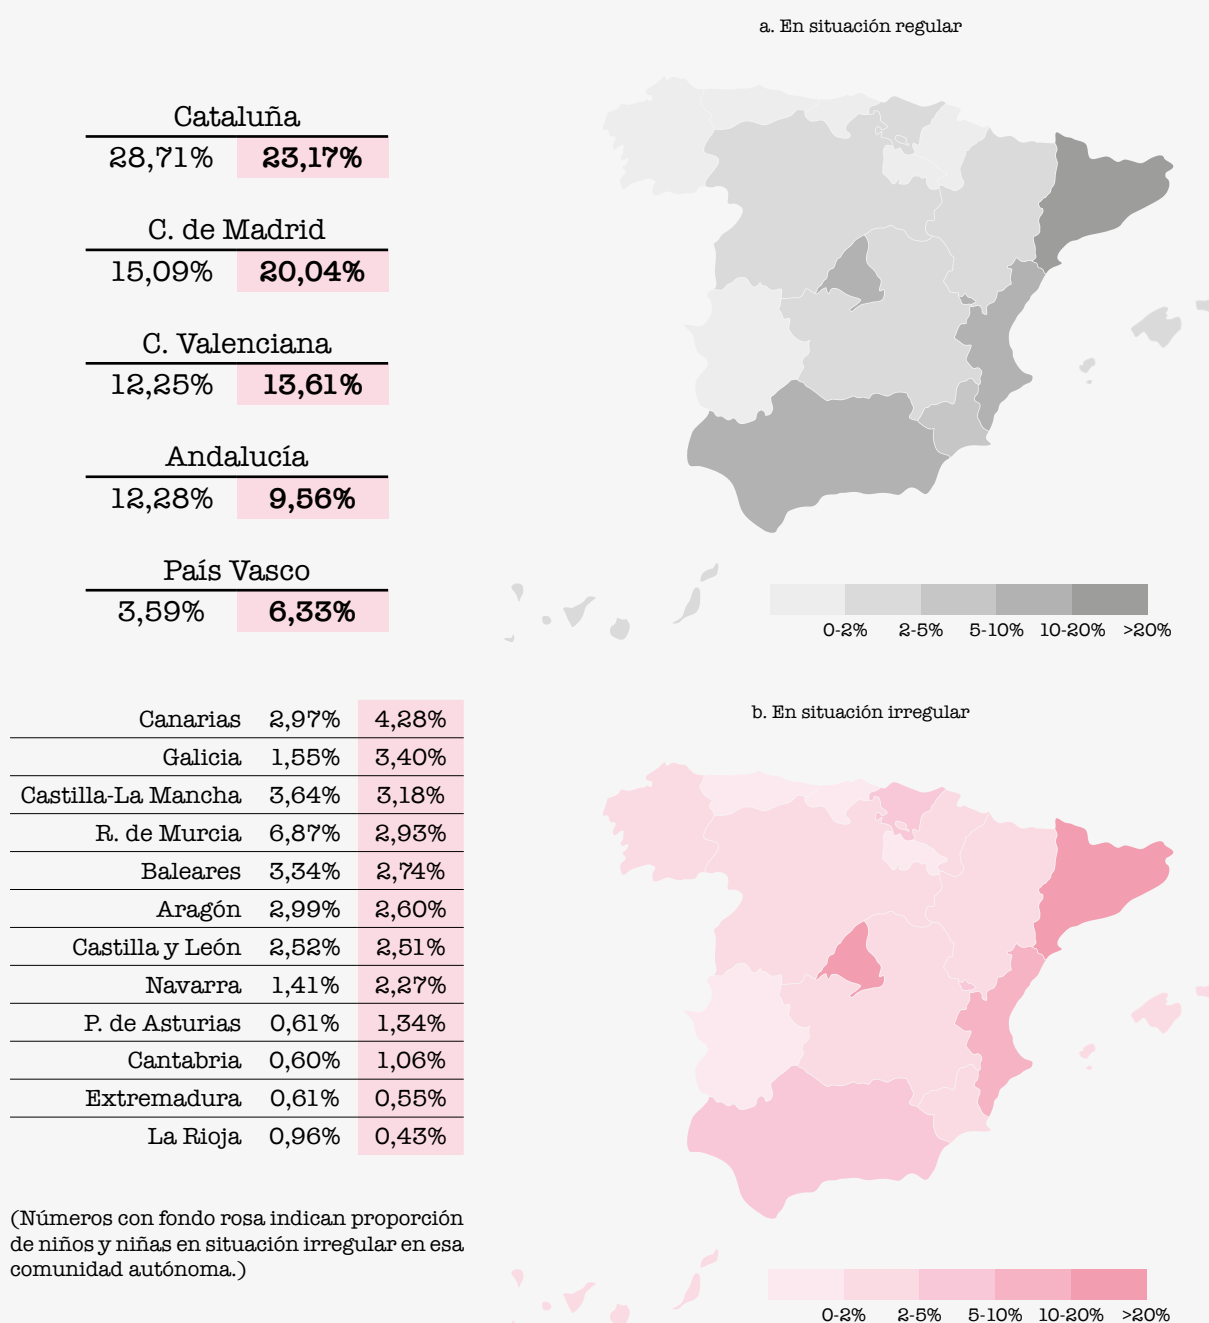 a. En situación regular
Cataluña
28,71% 23,17%
C. de Madrid
15,09% 20,04%
C. Valenciana
12,25% 13,61%
Andalucía
12,28% 9,56%
País Vasco
3,59% 6,33%
0-2% 2-5% 5-10% 10-20% >20%
Canarias 2,97% 4,28%
Galicia 1,55% 3,40%
Castilla-La Mancha 3,64% 3,18%
R. de Murcia 6,87% 2,93%
Baleares 3,34% 2,74%
Aragón 2,99% 2,60%
Castilla y León 2,52% 2,51%
Navarra 1,41% 2,27%
P. de Asturias 0,61% 1,34%
Cantabria 0,60% 1,06%
Extremadura 0,61% 0,55%
La Rioja 0,96% 0,43%
(Números con fondo rosa indican proporción
de niños y niñas en situación irregular en esa
comunidad autónoma.)
b. En situación irregular
0-2% 2-5% 5-10% 10-20% >20%